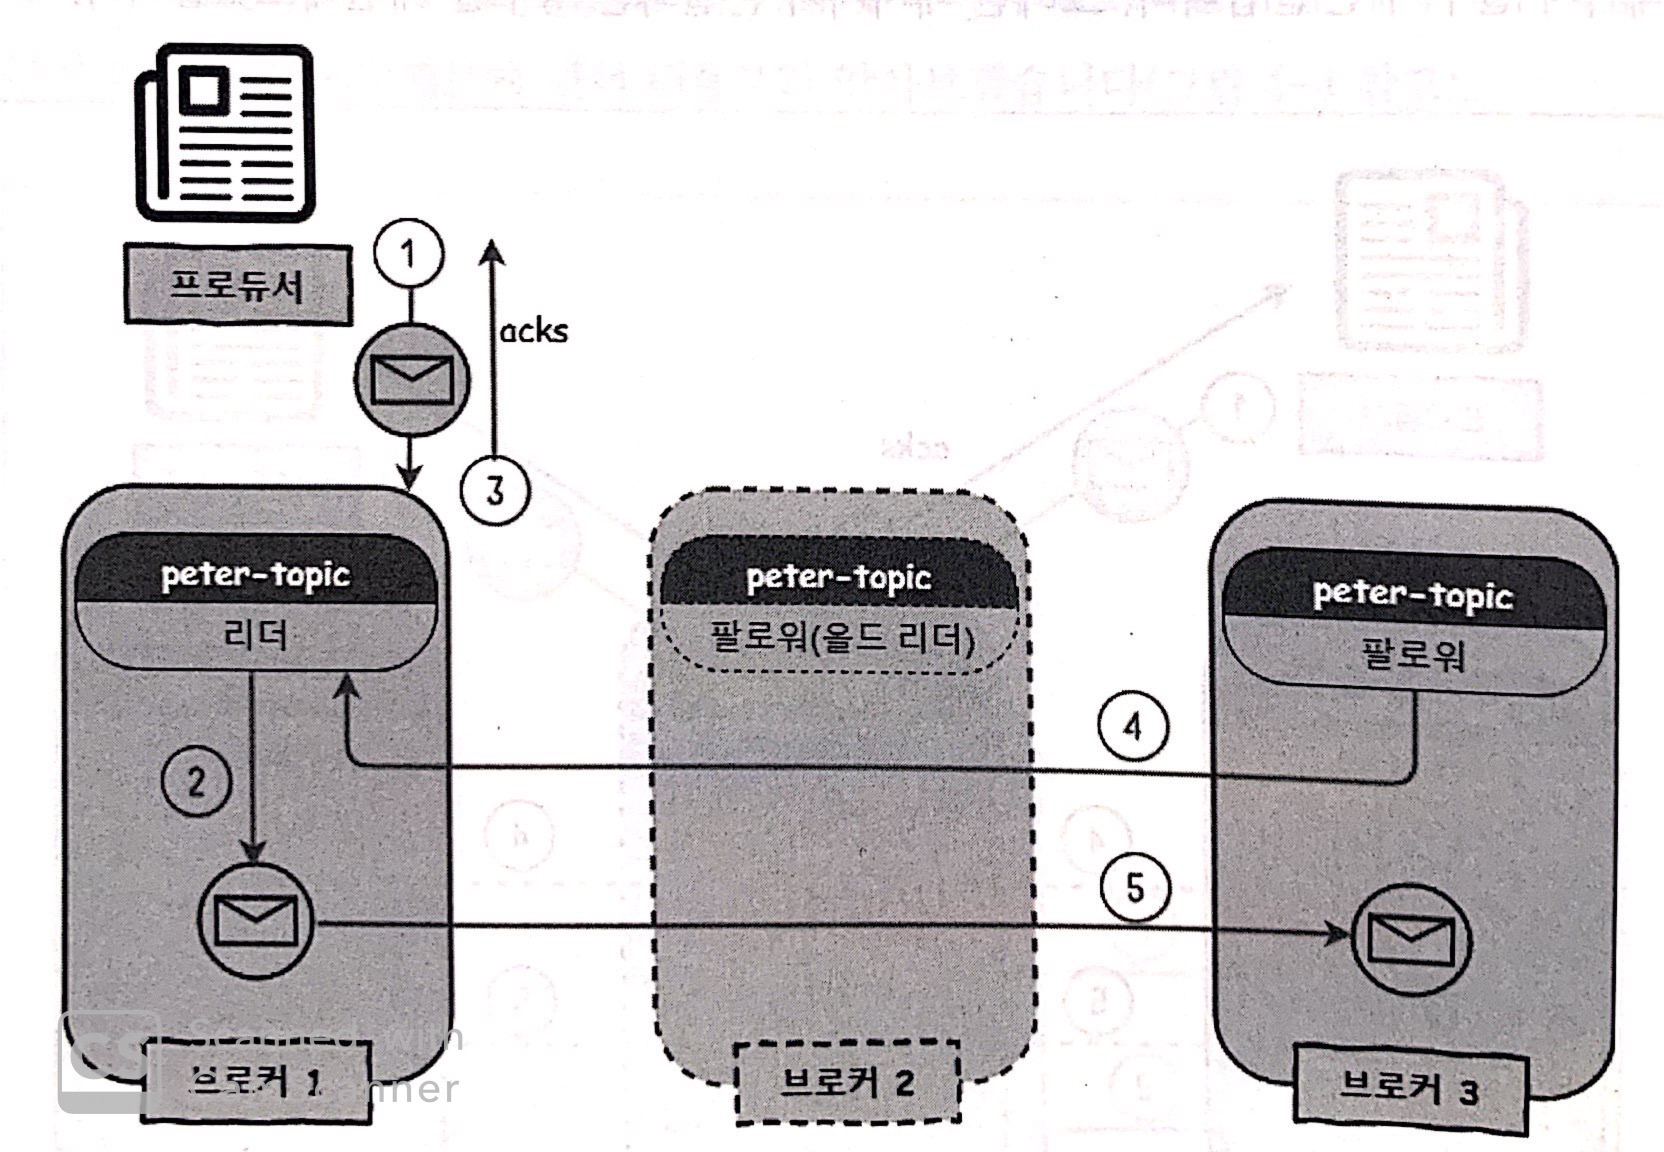 프로듀서
1
acks
3
peter-topic
리더
peter-topic
팔로워(올드 리더)
peter-topic
팔로워
4
2
5
CS
Scanned with
브로커 1
브로커 2
브로커 3